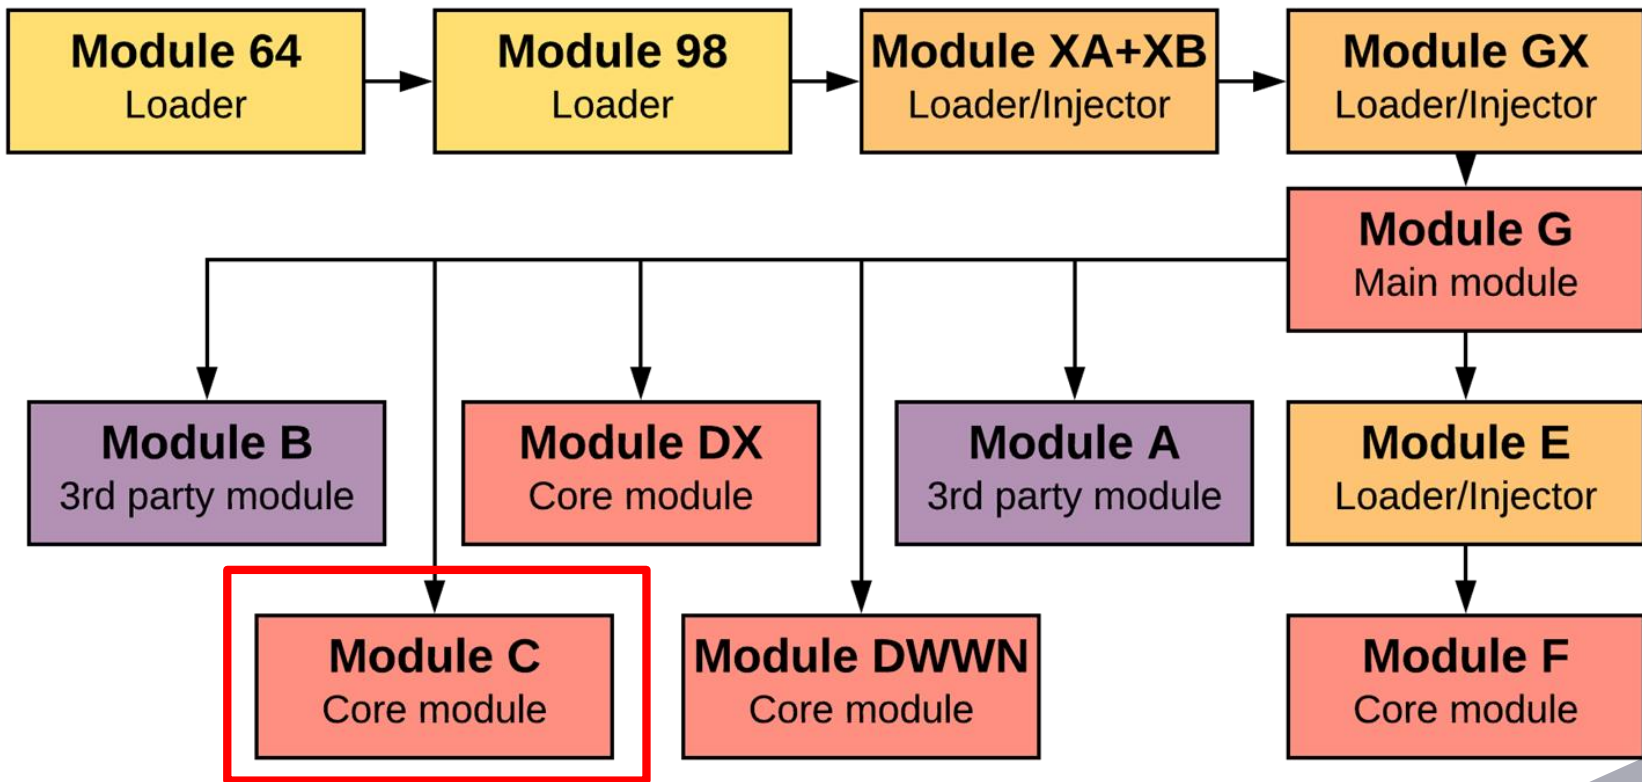 Module 64
Loader
Module 98
Loader
Module XA+XB
Loader/Injector
Module GX
Loader/Injector
Module G
Main module
Module B
3rd party module
Module DX
Core module
Module A
3rd party module
Module E
Loader/Injector
Module C
Core module
Module DWWN
Core module
Module F
Core module